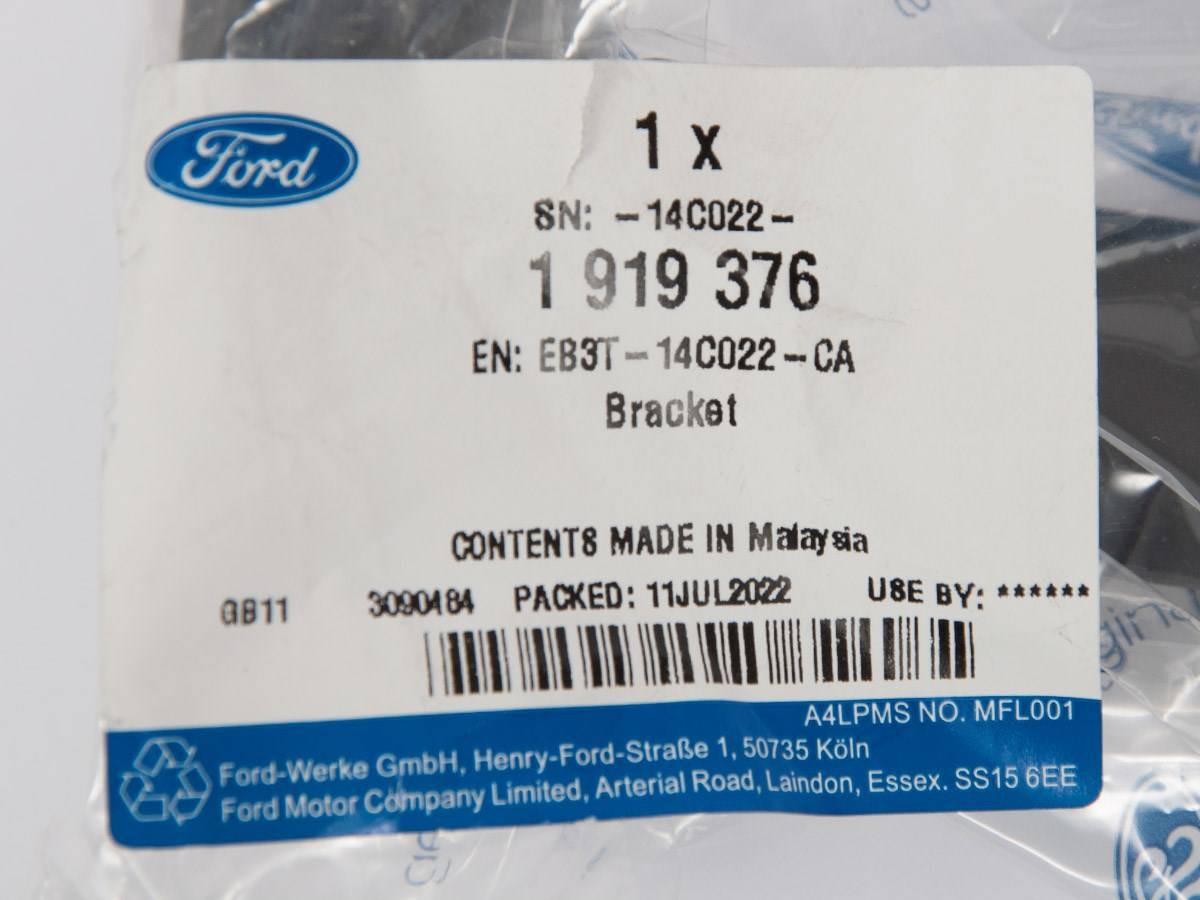 Ford
1 x
SN: -14C022-
1 919 376
EN: EB3T-14C022-CA
Bracket
CONTENTS MADE IN Malaysia
GB11 3090484 PACKED: 11JUL2022 USE BY: ******
A4LPMS NO. MFL001
Ford-Werke GmbH, Henry-Ford-Straße 1, 50735 Köln
Ford Motor Company Limited, Arterial Road, Laindon, Essex. SS15 6EE